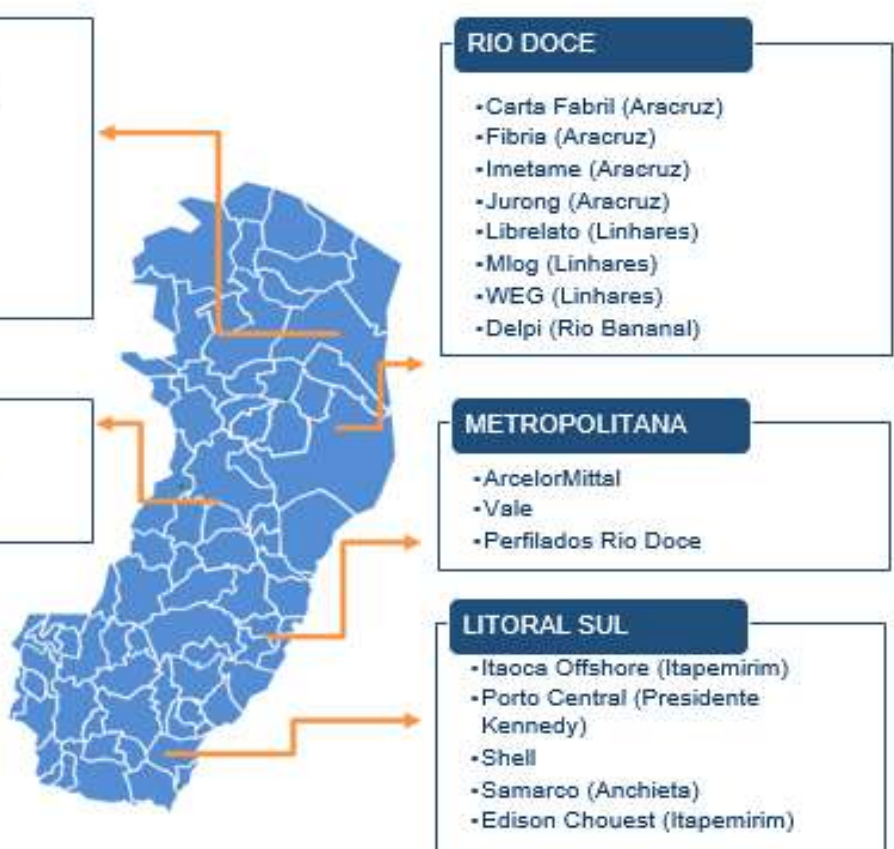 RIO DOCE
▪Carta Fabril (Aracruz)
▪Fibria (Aracruz)
▪Imetame (Aracruz)
▪Jurong (Aracruz)
▪Librelato (Linhares)
▪Mlog (Linhares)
▪WEG (Linhares)
▪Delpi (Rio Bananal)
METROPOLITANA
▪ArcelorMittal
▪Vale
▪Perfilados Rio Doce
LITORAL SUL
▪Itaoca Offshore (Itapemirim)
▪Porto Central (Presidente
Kennedy)
▪Shell
▪Samarco (Anchieta)
▪Edison Chouest (Itapemirim)